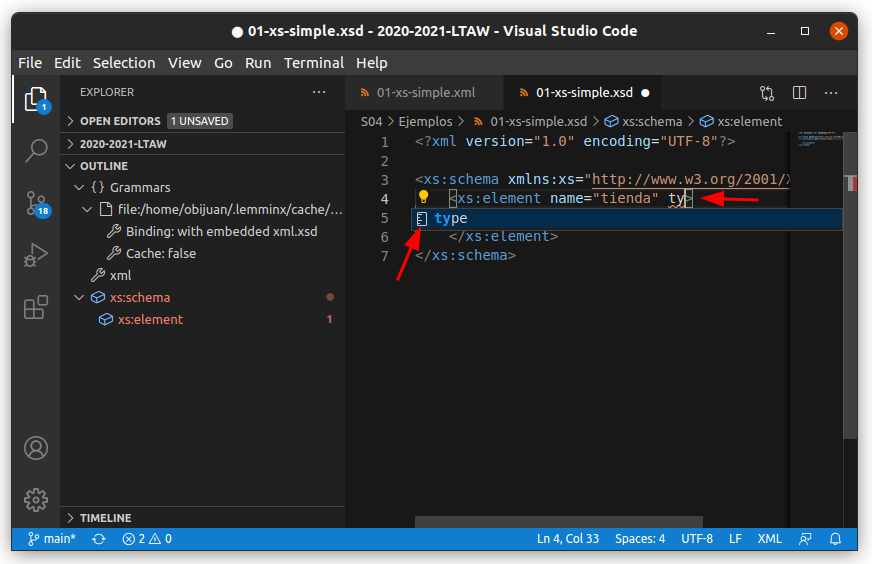 01-xs-simple.xsd - 2020-2021-LTAW - Visual Studio Code
File Edit Selection View Go Run Terminal Help
EXPLORER
OPEN EDITORS 1 UNSAVED
2020-2021-LTAW
OUTLINE
{} Grammars
file:/home/obijuan/.lemminx/cache/...
Binding: with embedded xml.xsd
Cache: false
xml
xs:schema
xs:element 1
TIMELINE
1
18
01-xs-simple.xml 01-xs-simple.xsd
S04 > Ejemplos > 01-xs-simple.xsd > xs:schema > xs:element
1 <?xml version="1.0" encoding="UTF-8"?>
2
3 <xs:schema xmlns:xs="http://www.w3.org/2001/X
4 <xs:element name="tienda" ty>
5 type
6 </xs:element>
7 </xs:schema>
main* 2 0 Ln 4, Col 33 Spaces: 4 UTF-8 LF XML